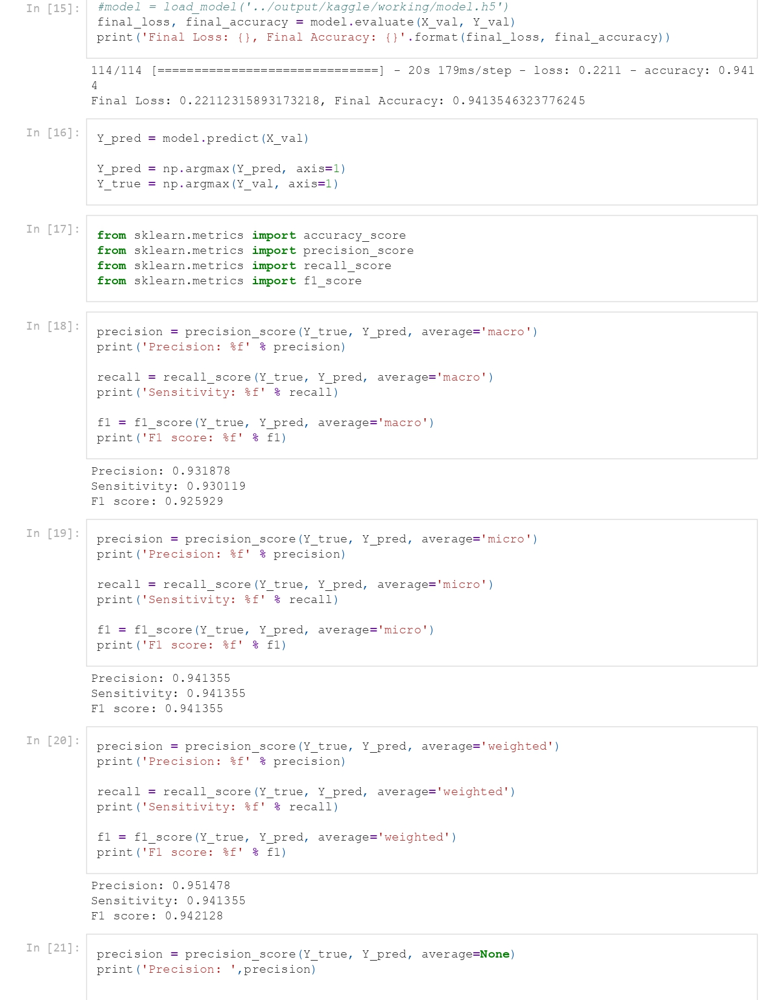 In [15]:
#model = load_model('../output/kaggle/working/model.h5')
final_loss, final_accuracy = model.evaluate(X_val, Y_val)
print('Final Loss: {}, Final Accuracy: {}'.format(final_loss, final_accuracy))
114/114 [==============================] - 20s 179ms/step - loss: 0.2211 - accuracy: 0.941
4
Final Loss: 0.22112315893173218, Final Accuracy: 0.9413546323776245
In [16]:
Y_pred = model.predict(X_val)
Y_pred = np.argmax(Y_pred, axis=1)
Y_true = np.argmax(Y_val, axis=1)
In [17]:
from sklearn.metrics import accuracy_score
from sklearn.metrics import precision_score
from sklearn.metrics import recall_score
from sklearn.metrics import f1_score
In [18]:
precision = precision_score(Y_true, Y_pred, average='macro')
print('Precision: %f' % precision)
recall = recall_score(Y_true, Y_pred, average='macro')
print('Sensitivity: %f' % recall)
f1 = f1_score(Y_true, Y_pred, average='macro')
print('F1 score: %f' % f1)
Precision: 0.931878
Sensitivity: 0.930119
F1 score: 0.925929
In [19]:
precision = precision_score(Y_true, Y_pred, average='micro')
print('Precision: %f' % precision)
recall = recall_score(Y_true, Y_pred, average='micro')
print('Sensitivity: %f' % recall)
f1 = f1_score(Y_true, Y_pred, average='micro')
print('F1 score: %f' % f1)
Precision: 0.941355
Sensitivity: 0.941355
F1 score: 0.941355
In [20]:
precision = precision_score(Y_true, Y_pred, average='weighted')
print('Precision: %f' % precision)
recall = recall_score(Y_true, Y_pred, average='weighted')
print('Sensitivity: %f' % recall)
f1 = f1_score(Y_true, Y_pred, average='weighted')
print('F1 score: %f' % f1)
Precision: 0.951478
Sensitivity: 0.941355
F1 score: 0.942128
In [21]:
precision = precision_score(Y_true, Y_pred, average=None)
print('Precision: ',precision)